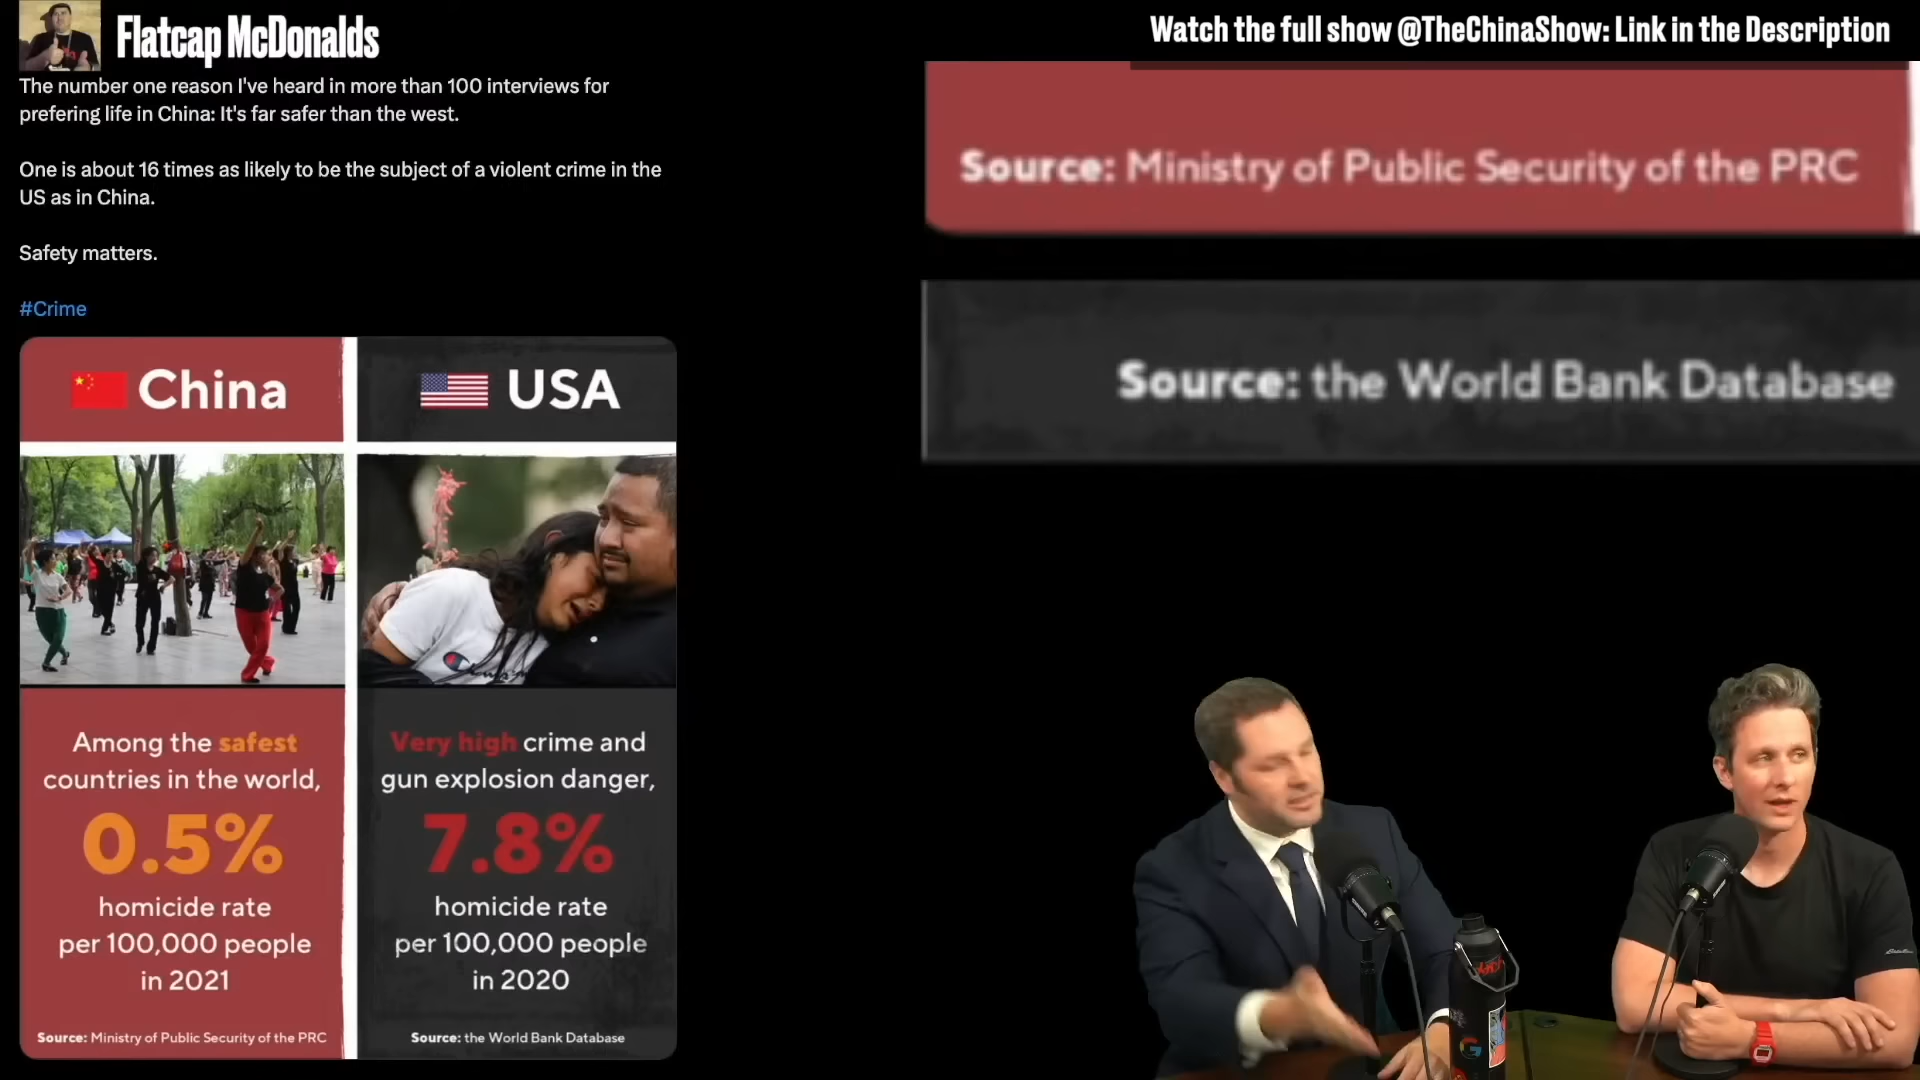 Flatcap McDonalds
Watch the full show @TheChinaShow: Link in the Description
The number one reason I've heard in more than 100 interviews for
prefering life in China: It's far safer than the west.
One is about 16 times as likely to be the subject of a violent crime in the
US as in China.
Safety matters.
#Crime
China
Among the safest
countries in the world,
0.5%
homicide rate
per 100,000 people
in 2021
Source: Ministry of Public Security of the PRC
USA
Very high crime and
gun explosion danger,
7.8%
homicide rate
per 100,000 people
in 2020
Source: the World Bank Database
Source: Ministry of Public Security of the PRC
Source: the World Bank Database